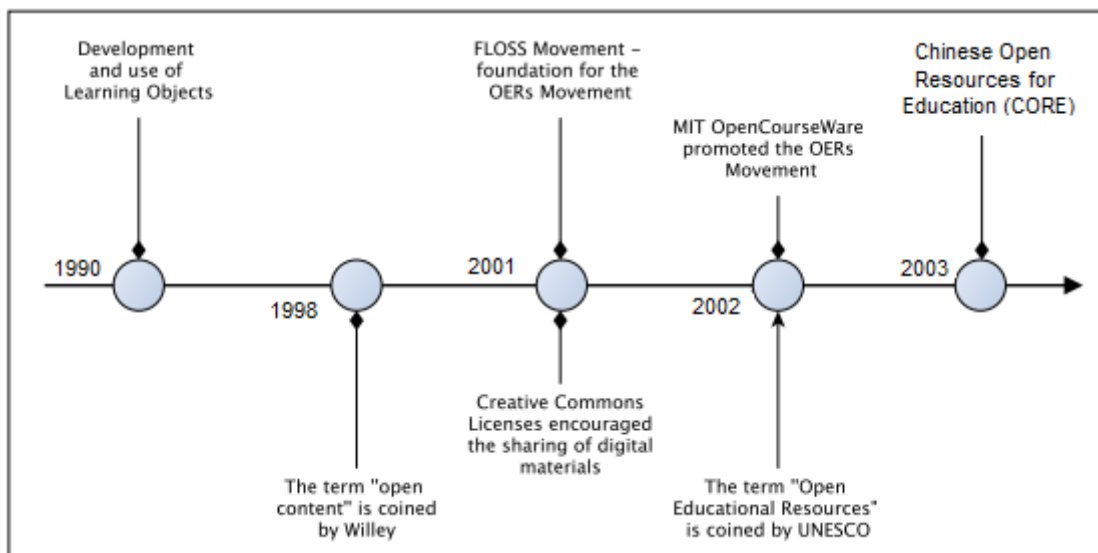 Development
and use of
Learning Objects
FLOSS Movement –
foundation for the
OERs Movement
MIT OpenCourseWare
promoted the OERs
Movement
Chinese Open
Resources for
Education (CORE)
1990
1998
2001
2002
2003
The term "open
content" is coined
by Willey
Creative Commons
Licenses encouraged
the sharing of digital
materials
The term "Open
Educational Resources"
is coined by UNESCO